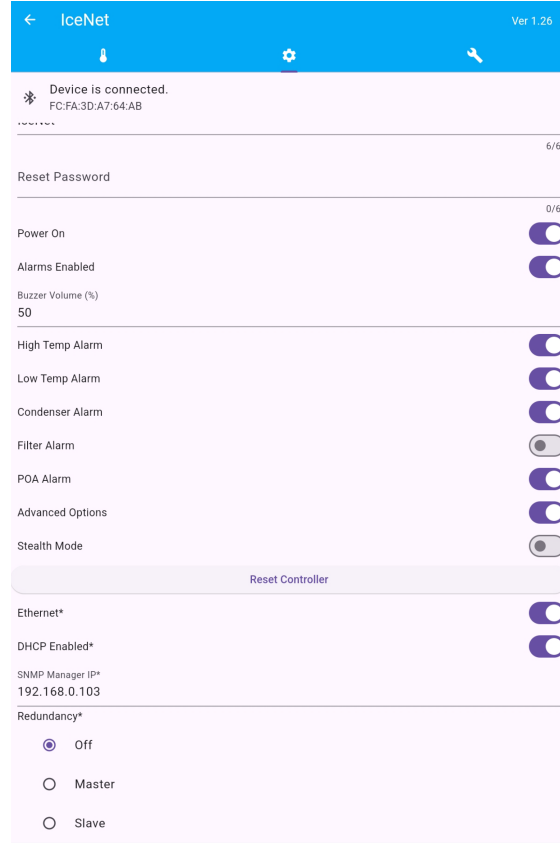 IceNet
Ver 1.26
Device is connected.
FC:FA:3D:A7:64:AB
6/6
Reset Password
0/6
Power On
Alarms Enabled
Buzzer Volume (%)
50
High Temp Alarm
Low Temp Alarm
Condenser Alarm
Filter Alarm
POA Alarm
Advanced Options
Stealth Mode
Reset Controller
Ethernet*
DHCP Enabled*
SNMP Manager IP*
192.168.0.103
Redundancy*
Off
Master
Slave